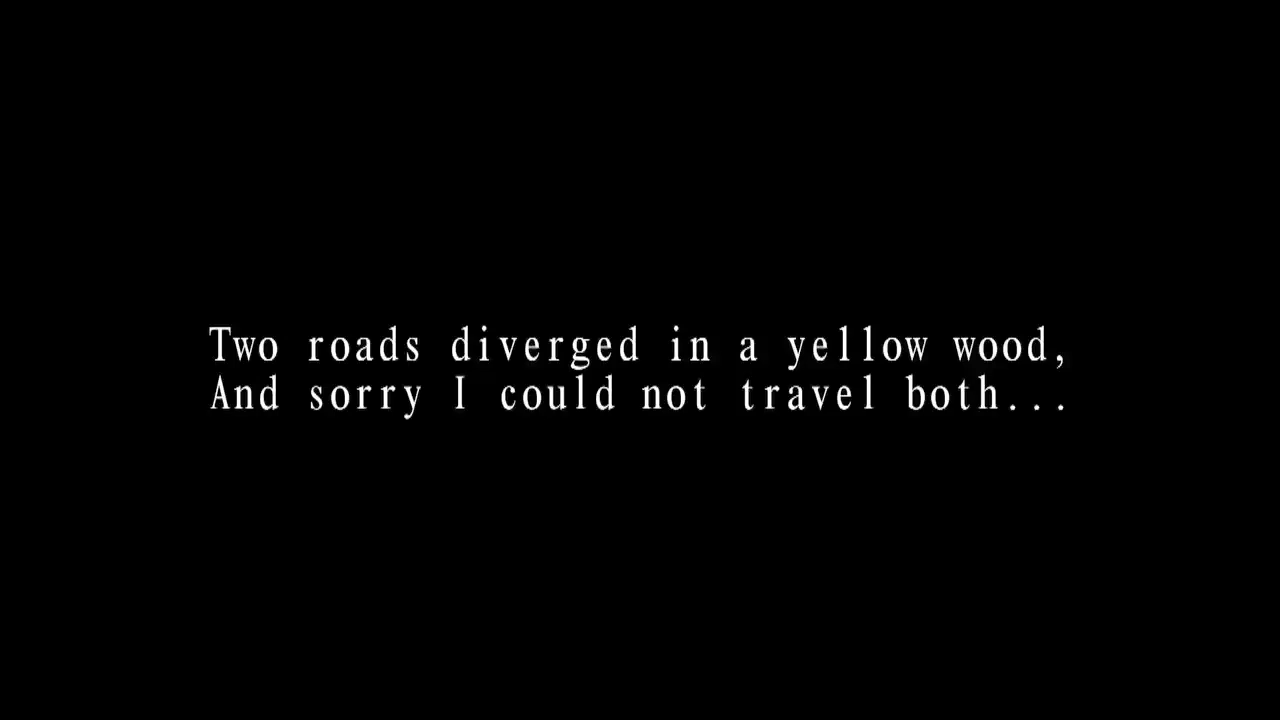 Two roads diverged in a yellow wood,
And sorry I could not travel both...